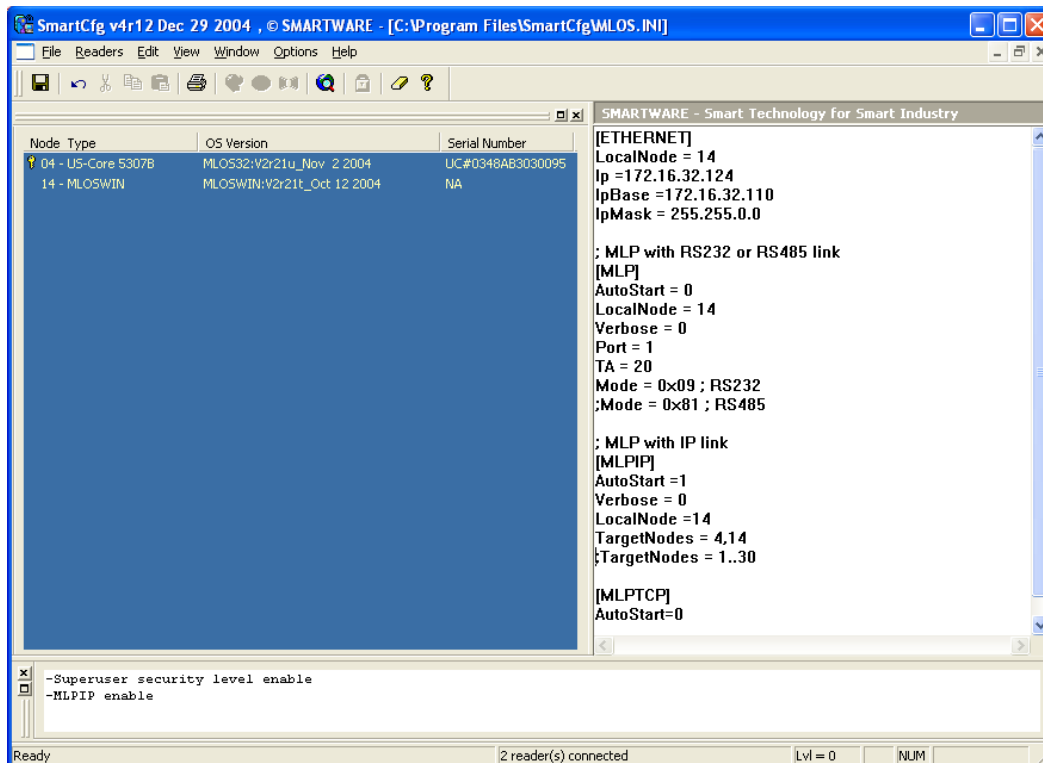 SmartCfg v4r12 Dec 29 2004 , © SMARTWARE - [C:\Program Files\SmartCfg\MLOS.INI]
File Readers Edit View Window Options Help
SMARTWARE - Smart Technology for Smart Industry
Node Type OS Version Serial Number
04 - US-Core 5307B MLOS32:V2r21u_Nov 2 2004 UC#0348AB3030095
14 - MLOSWIN MLOSWIN:V2r21t_Oct 12 2004 NA
[ETHERNET]
LocalNode = 14
Ip =172.16.32.124
IpBase =172.16.32.110
IpMask = 255.255.0.0
; MLP with RS232 or RS485 link
[MLP]
AutoStart = 0
LocalNode = 14
Verbose = 0
Port = 1
TA = 20
Mode = 0x09 ; RS232
;Mode = 0x81 ; RS485
; MLP with IP link
[MLPIP]
AutoStart =1
Verbose = 0
LocalNode =14
TargetNodes = 4,14
;TargetNodes = 1..30
[MLPTCP]
AutoStart=0
-Superuser security level enable
-MLPIP enable
Ready 2 reader(s) connected Lvl = 0 NUM